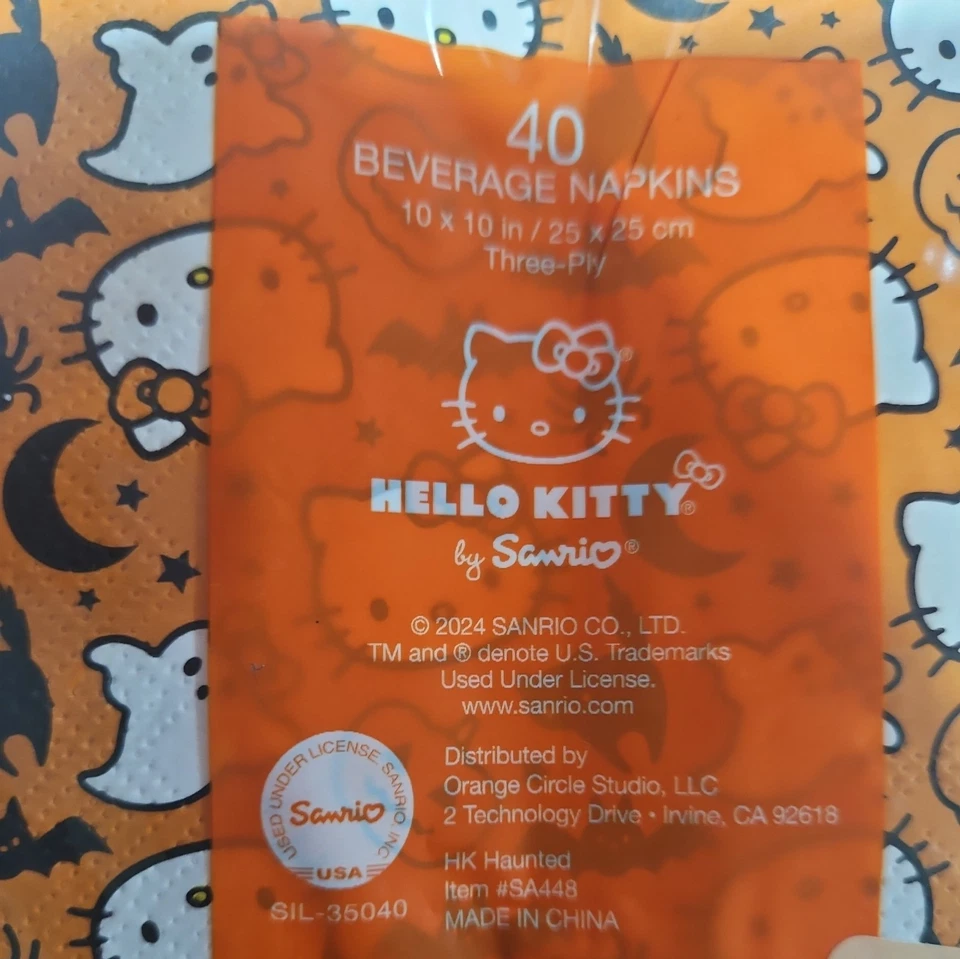 40
BEVERAGE NAPKINS
10 x 10 in / 25 x 25 cm
Three-Ply
HELLO KITTY®
by Sanrio®
© 2024 SANRIO CO., LTD.
TM and ® denote U.S. Trademarks
Used Under License.
www.sanrio.com
Distributed by
Orange Circle Studio, LLC
2 Technology Drive • Irvine, CA 92618
HK Haunted
Item #SA448
MADE IN CHINA
USED UNDER LICENSE SANRIO INC
Sanrio
USA
SIL-35040